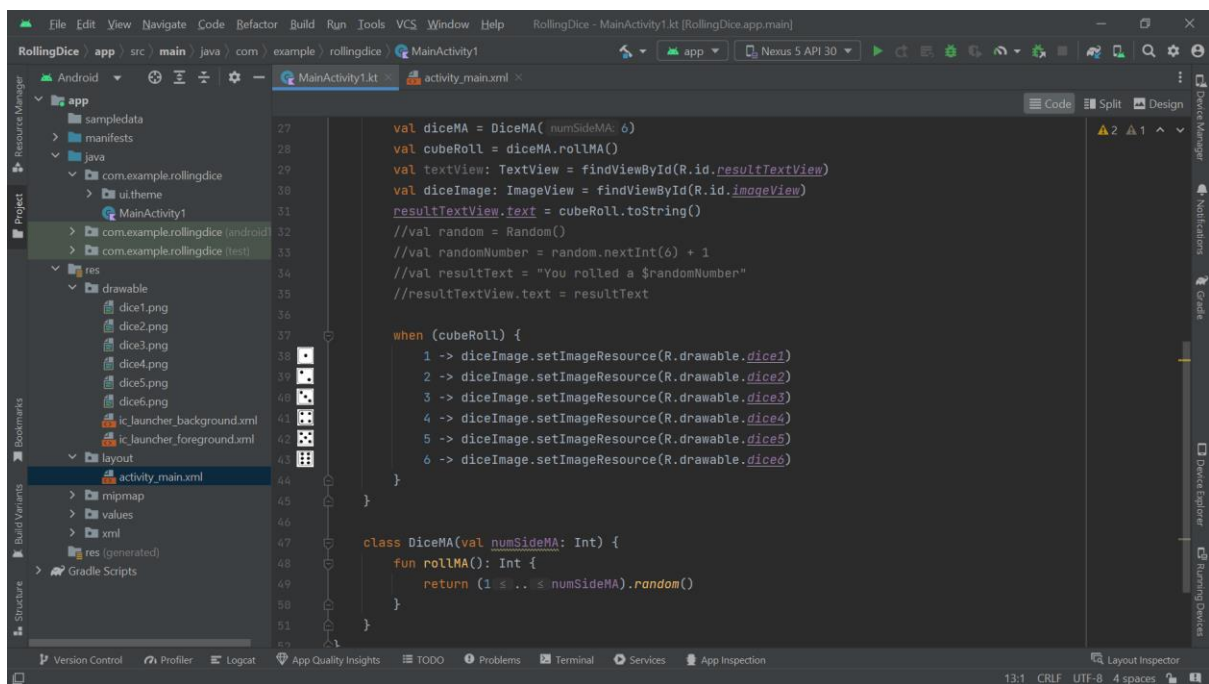 File Edit View Navigate Code Refactor Build Run Tools VCS Window Help RollingDice - MainActivity1.kt [RollingDice.app.main]
RollingDice app src main java com example rollingdice MainActivity1 app Nexus 5 API 30
Android MainActivity1.kt activity_main.xml
Code Split Design
Resource Manager
Project
Bookmarks
Build Variants
Structure
app
sampledata
manifests
java
com.example.rollingdice
ui.theme
MainActivity1
com.example.rollingdice (android
com.example.rollingdice (test)
res
drawable
dice1.png
dice2.png
dice3.png
dice4.png
dice5.png
dice6.png
ic_launcher_background.xml
ic_launcher_foreground.xml
layout
activity_main.xml
mipmap
values
xml
res (generated)
Gradle Scripts
2 1
27 val diceMA = DiceMA( numSideMA: 6)
28 val cubeRoll = diceMA.rollMA()
29 val textView: TextView = findViewById(R.id.resultTextView)
30 val diceImage: ImageView = findViewById(R.id.imageView)
31 resultTextView.text = cubeRoll.toString()
32 //val random = Random()
33 //val randomNumber = random.nextInt(6) + 1
34 //val resultText = "You rolled a $randomNumber"
35 //resultTextView.text = resultText
36
37 when (cubeRoll) {
38 1 -> diceImage.setImageResource(R.drawable.dice1)
39 2 -> diceImage.setImageResource(R.drawable.dice2)
40 3 -> diceImage.setImageResource(R.drawable.dice3)
41 4 -> diceImage.setImageResource(R.drawable.dice4)
42 5 -> diceImage.setImageResource(R.drawable.dice5)
43 6 -> diceImage.setImageResource(R.drawable.dice6)
44 }
45 }
46
47 class DiceMA(val numSideMA: Int) {
48 fun rollMA(): Int {
49 return (1 ≤ .. ≤ numSideMA).random()
50 }
51 }
52 }
Device Manager
Notifications
Gradle
Device Explorer
Running Devices
Version Control Profiler Logcat App Quality Insights TODO Problems Terminal Services App Inspection Layout Inspector
13:1 CRLF UTF-8 4 spaces